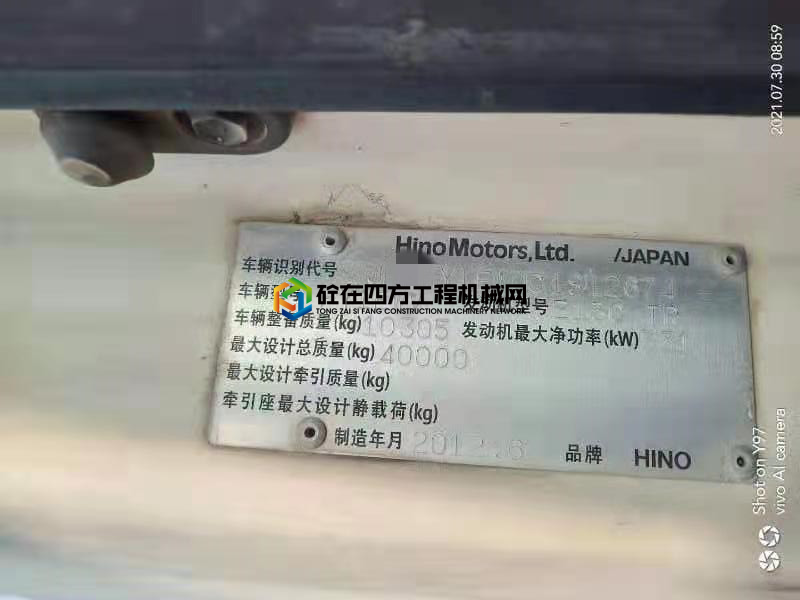 2021.07.30 08:59
Hino Motors, Ltd. /JAPAN
车辆识别代号
砼在四方工程机械网
TONG ZAI SI FANG CONSTRUCTION MACHINERY NETWORK
车辆整备质量(kg) 10305 发动机最大净功率(kW)
最大设计总质量(kg) 40000
最大设计牵引质量(kg)
牵引座最大设计静载荷(kg)
制造年月 品牌 HINO
Shot on Y97
vivo AI camera